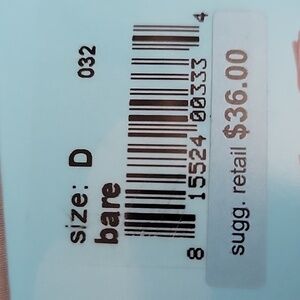 size: D 032
bare
8 15524 00333 4
sugg. retail $36.00